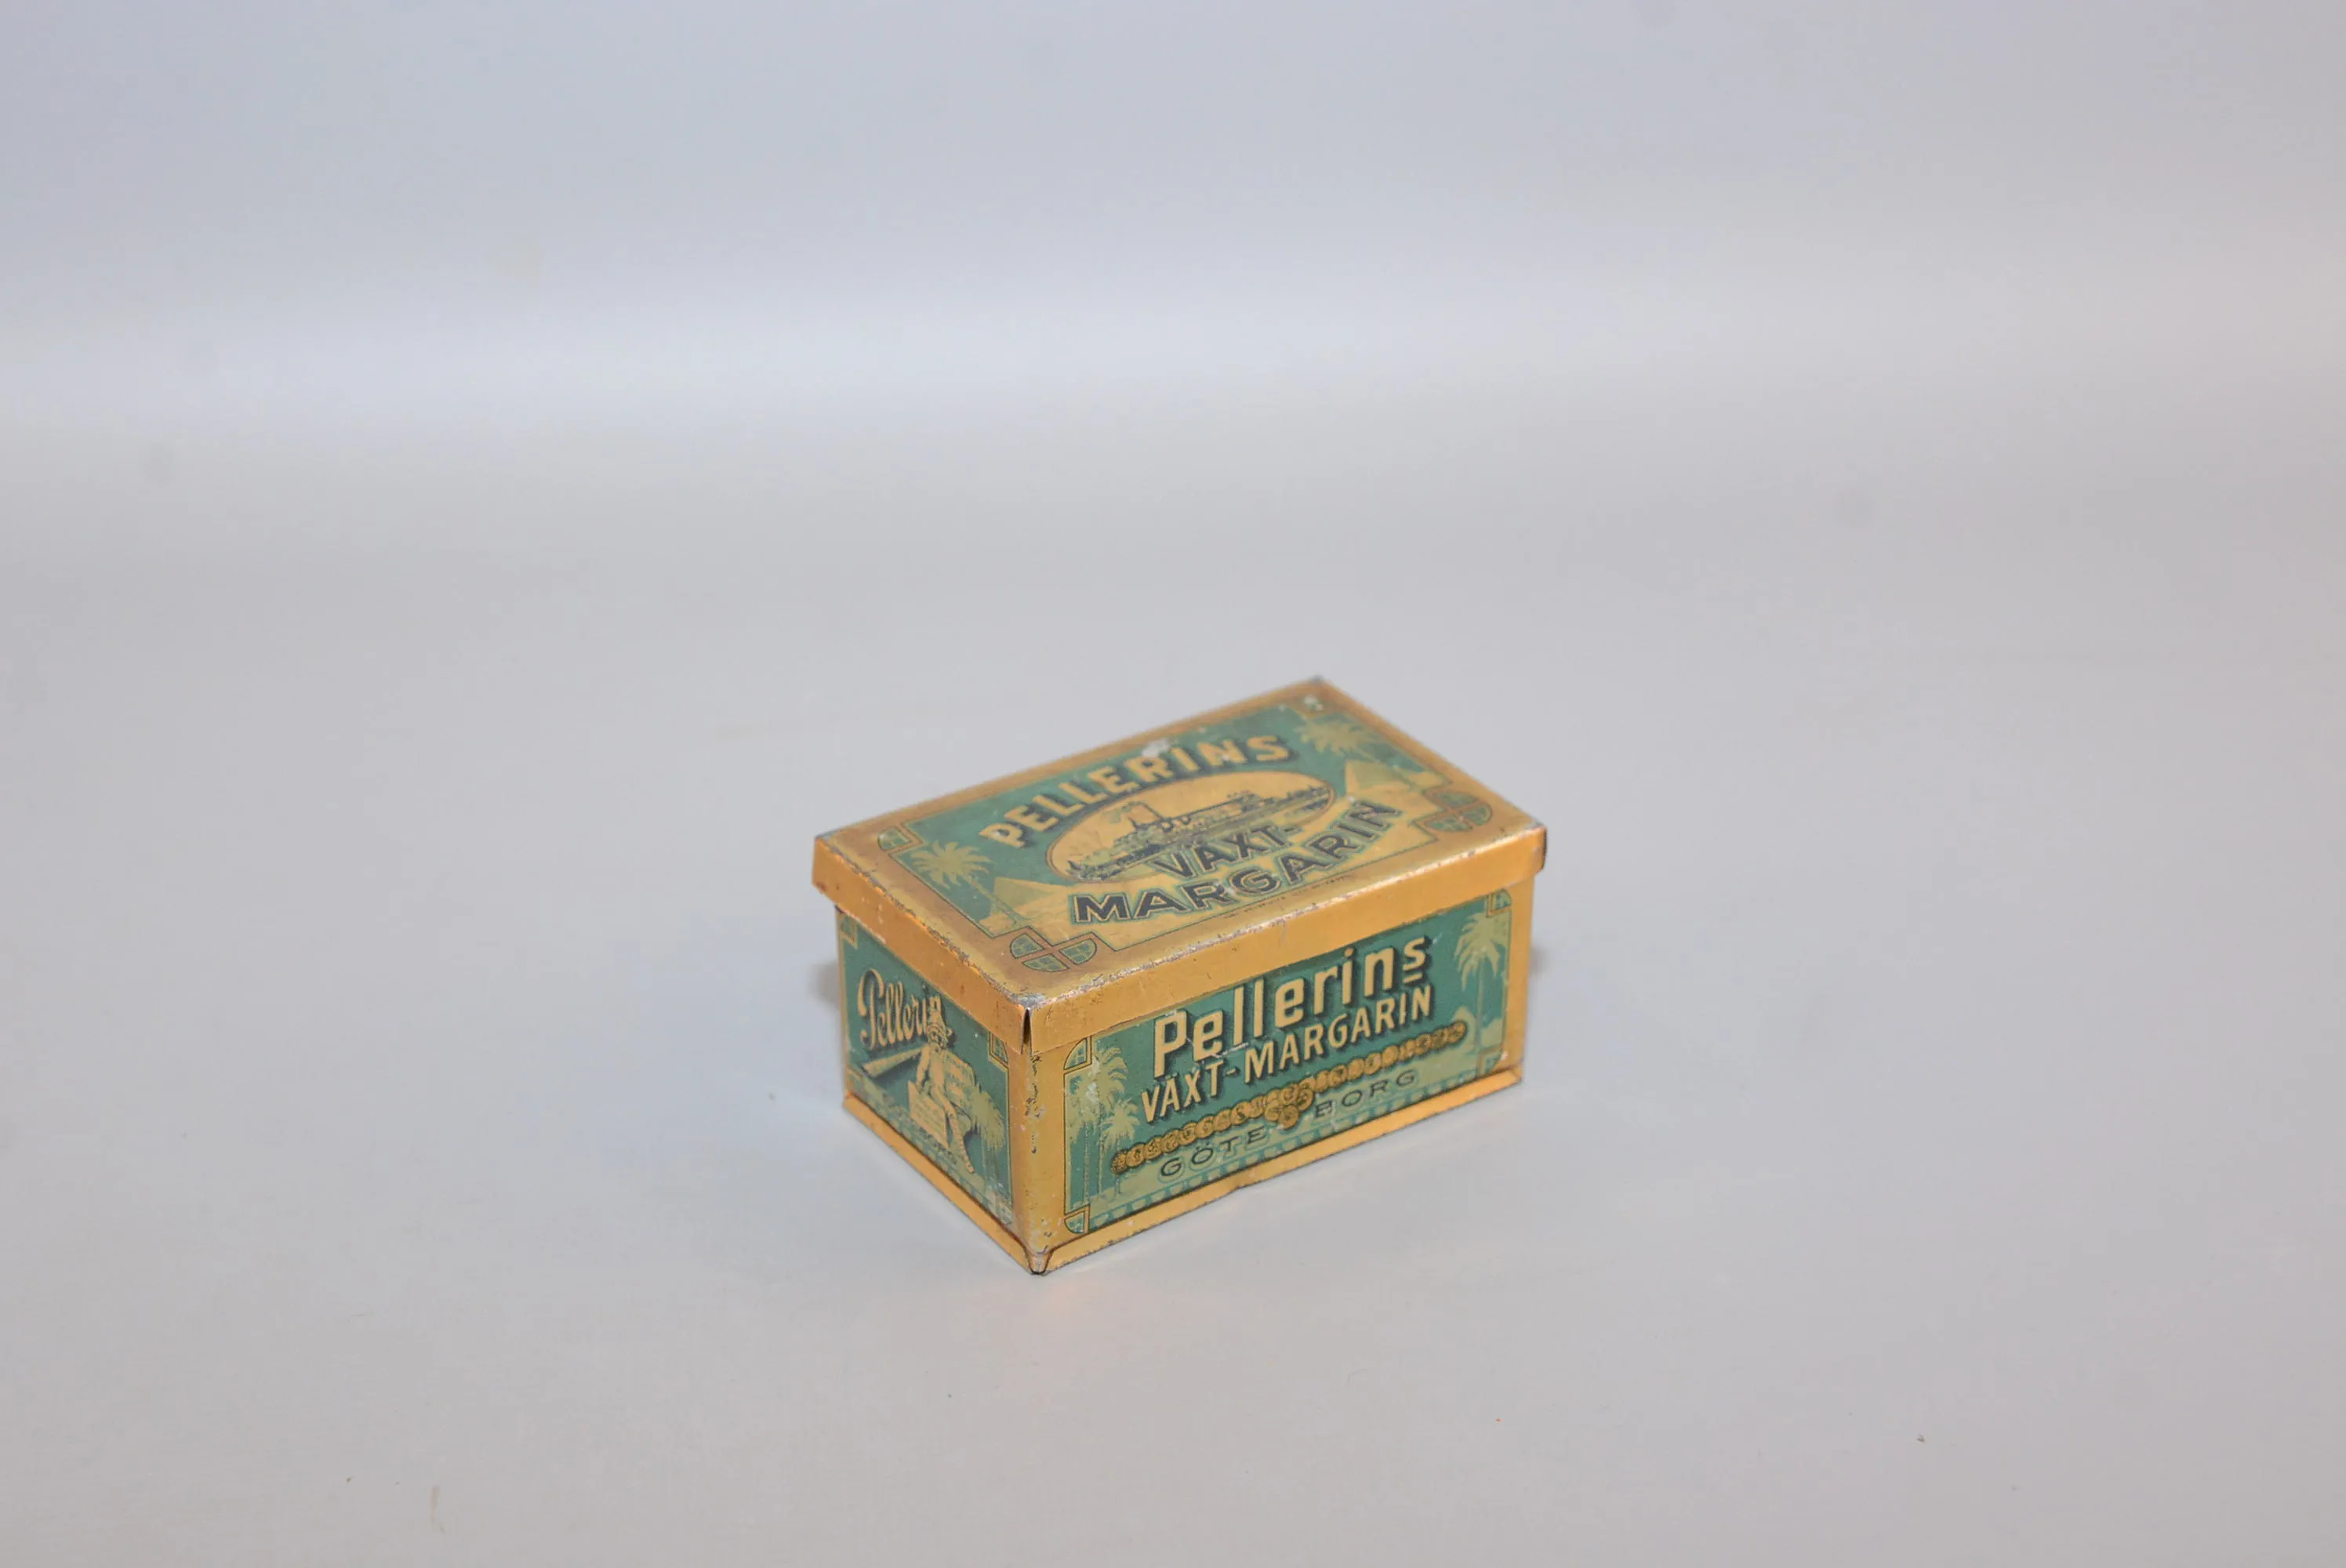 PELLERINS
VÄXT-
MARGARIN
Pellerins
VÄXT-MARGARIN
GÖTEBORG
Pellerin